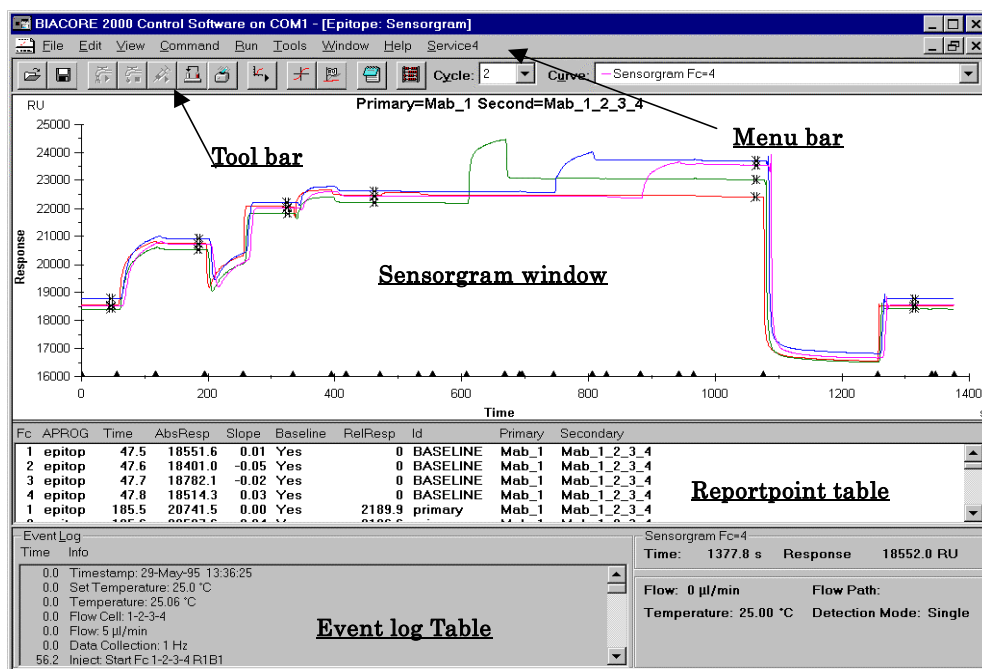 BIACORE 2000 Control Software on COM1 - [Epitope: Sensorgram]
File Edit View Command Run Tools Window Help Service4
Cycle: 2 Curve: Sensorgram Fc=4
RU
Primary=Mab_1 Second=Mab_1_2_3_4
Menu bar
Tool bar
25000
24000
23000
22000
21000
20000
19000
18000
17000
16000
Response
Sensorgram window
0 200 400 600 800 1000 1200 1400
Time s
Fc APROG Time AbsResp Slope Baseline RelResp Id Primary Secondary
1 epitop 47.5 18551.6 0.01 Yes 0 BASELINE Mab_1 Mab_1_2_3_4
2 epitop 47.6 18401.0 -0.05 Yes 0 BASELINE Mab_1 Mab_1_2_3_4
3 epitop 47.7 18782.1 -0.02 Yes 0 BASELINE Mab_1 Mab_1_2_3_4
4 epitop 47.8 18514.3 0.03 Yes 0 BASELINE Mab_1 Mab_1_2_3_4
1 epitop 185.5 20741.5 0.00 Yes 2189.9 primary Mab_1 Mab_1_2_3_4
Reportpoint table
Event Log
Time Info
0.0 Timestamp: 29-May-95 13:36:25
0.0 Set Temperature: 25.0 °C
0.0 Temperature: 25.06 °C
0.0 Flow Cell: 1-2-3-4
0.0 Flow: 5 µl/min
0.0 Data Collection: 1 Hz
56.2 Inject: Start Fc 1-2-3-4 R1B1
Event log Table
Sensorgram Fc=4
Time: 1377.8 s Response 18552.0 RU
Flow: 0 µl/min Flow Path:
Temperature: 25.00 °C Detection Mode: Single